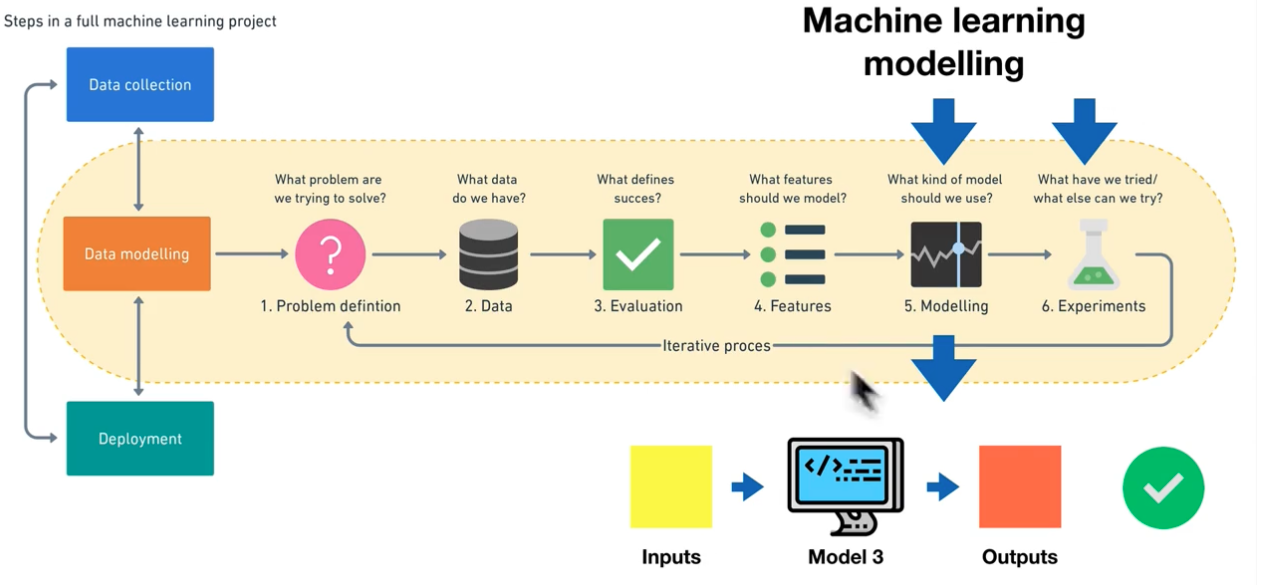 Steps in a full machine learning project
Machine learning
modelling
Data collection
What problem are
we trying to solve?
What data
do we have?
What defines
succes?
What features
should we model?
What kind of model
should we use?
What have we tried/
what else can we try?
Data modelling
?
1. Problem defintion
2. Data
3. Evaluation
4. Features
5. Modelling
6. Experiments
Iterative proces
Deployment
</>
Inputs
Model 3
Outputs